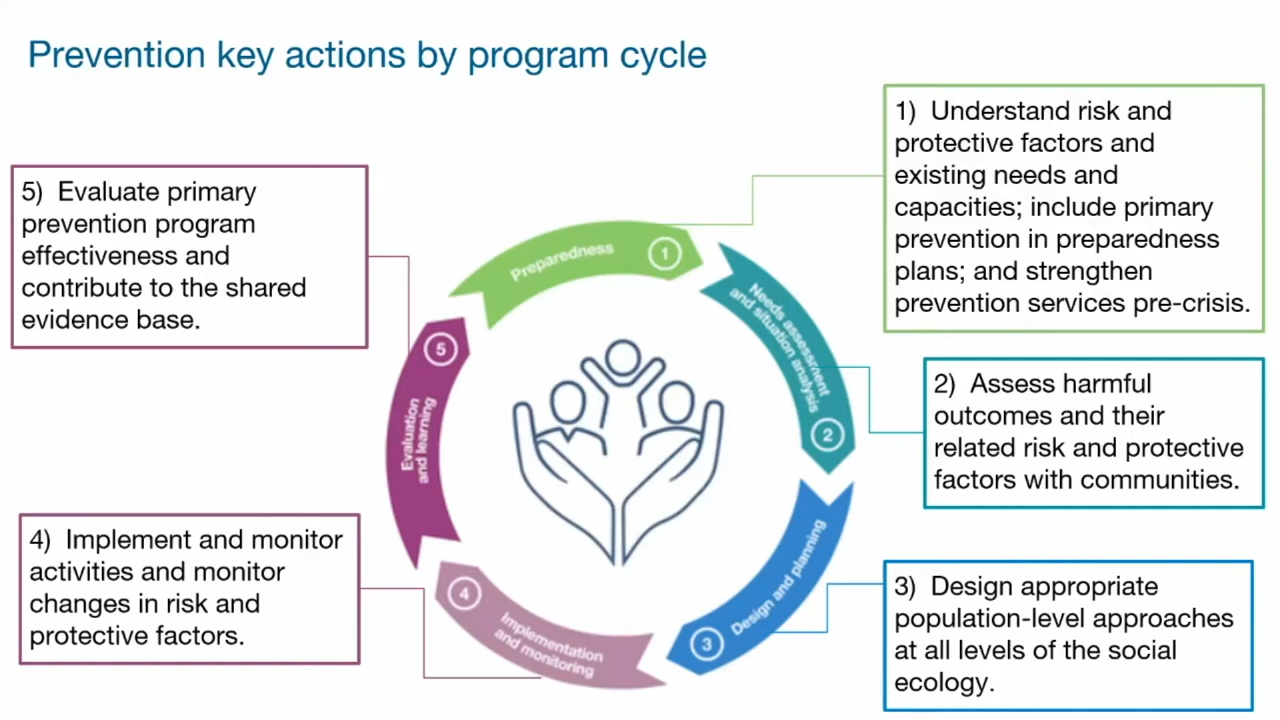 Prevention key actions by program cycle
1) Understand risk and
protective factors and
existing needs and
capacities; include primary
prevention in preparedness
plans; and strengthen
prevention services pre-crisis.
5) Evaluate primary
prevention program
effectiveness and
contribute to the shared
evidence base.
Preparedness
1
Needs assessment
and situation analysis
2
5
Evaluation
and learning
2) Assess harmful
outcomes and their
related risk and protective
factors with communities.
4) Implement and monitor
activities and monitor
changes in risk and
protective factors.
4
Implementation
and monitoring
Design and planning
3
3) Design appropriate
population-level approaches
at all levels of the social
ecology.